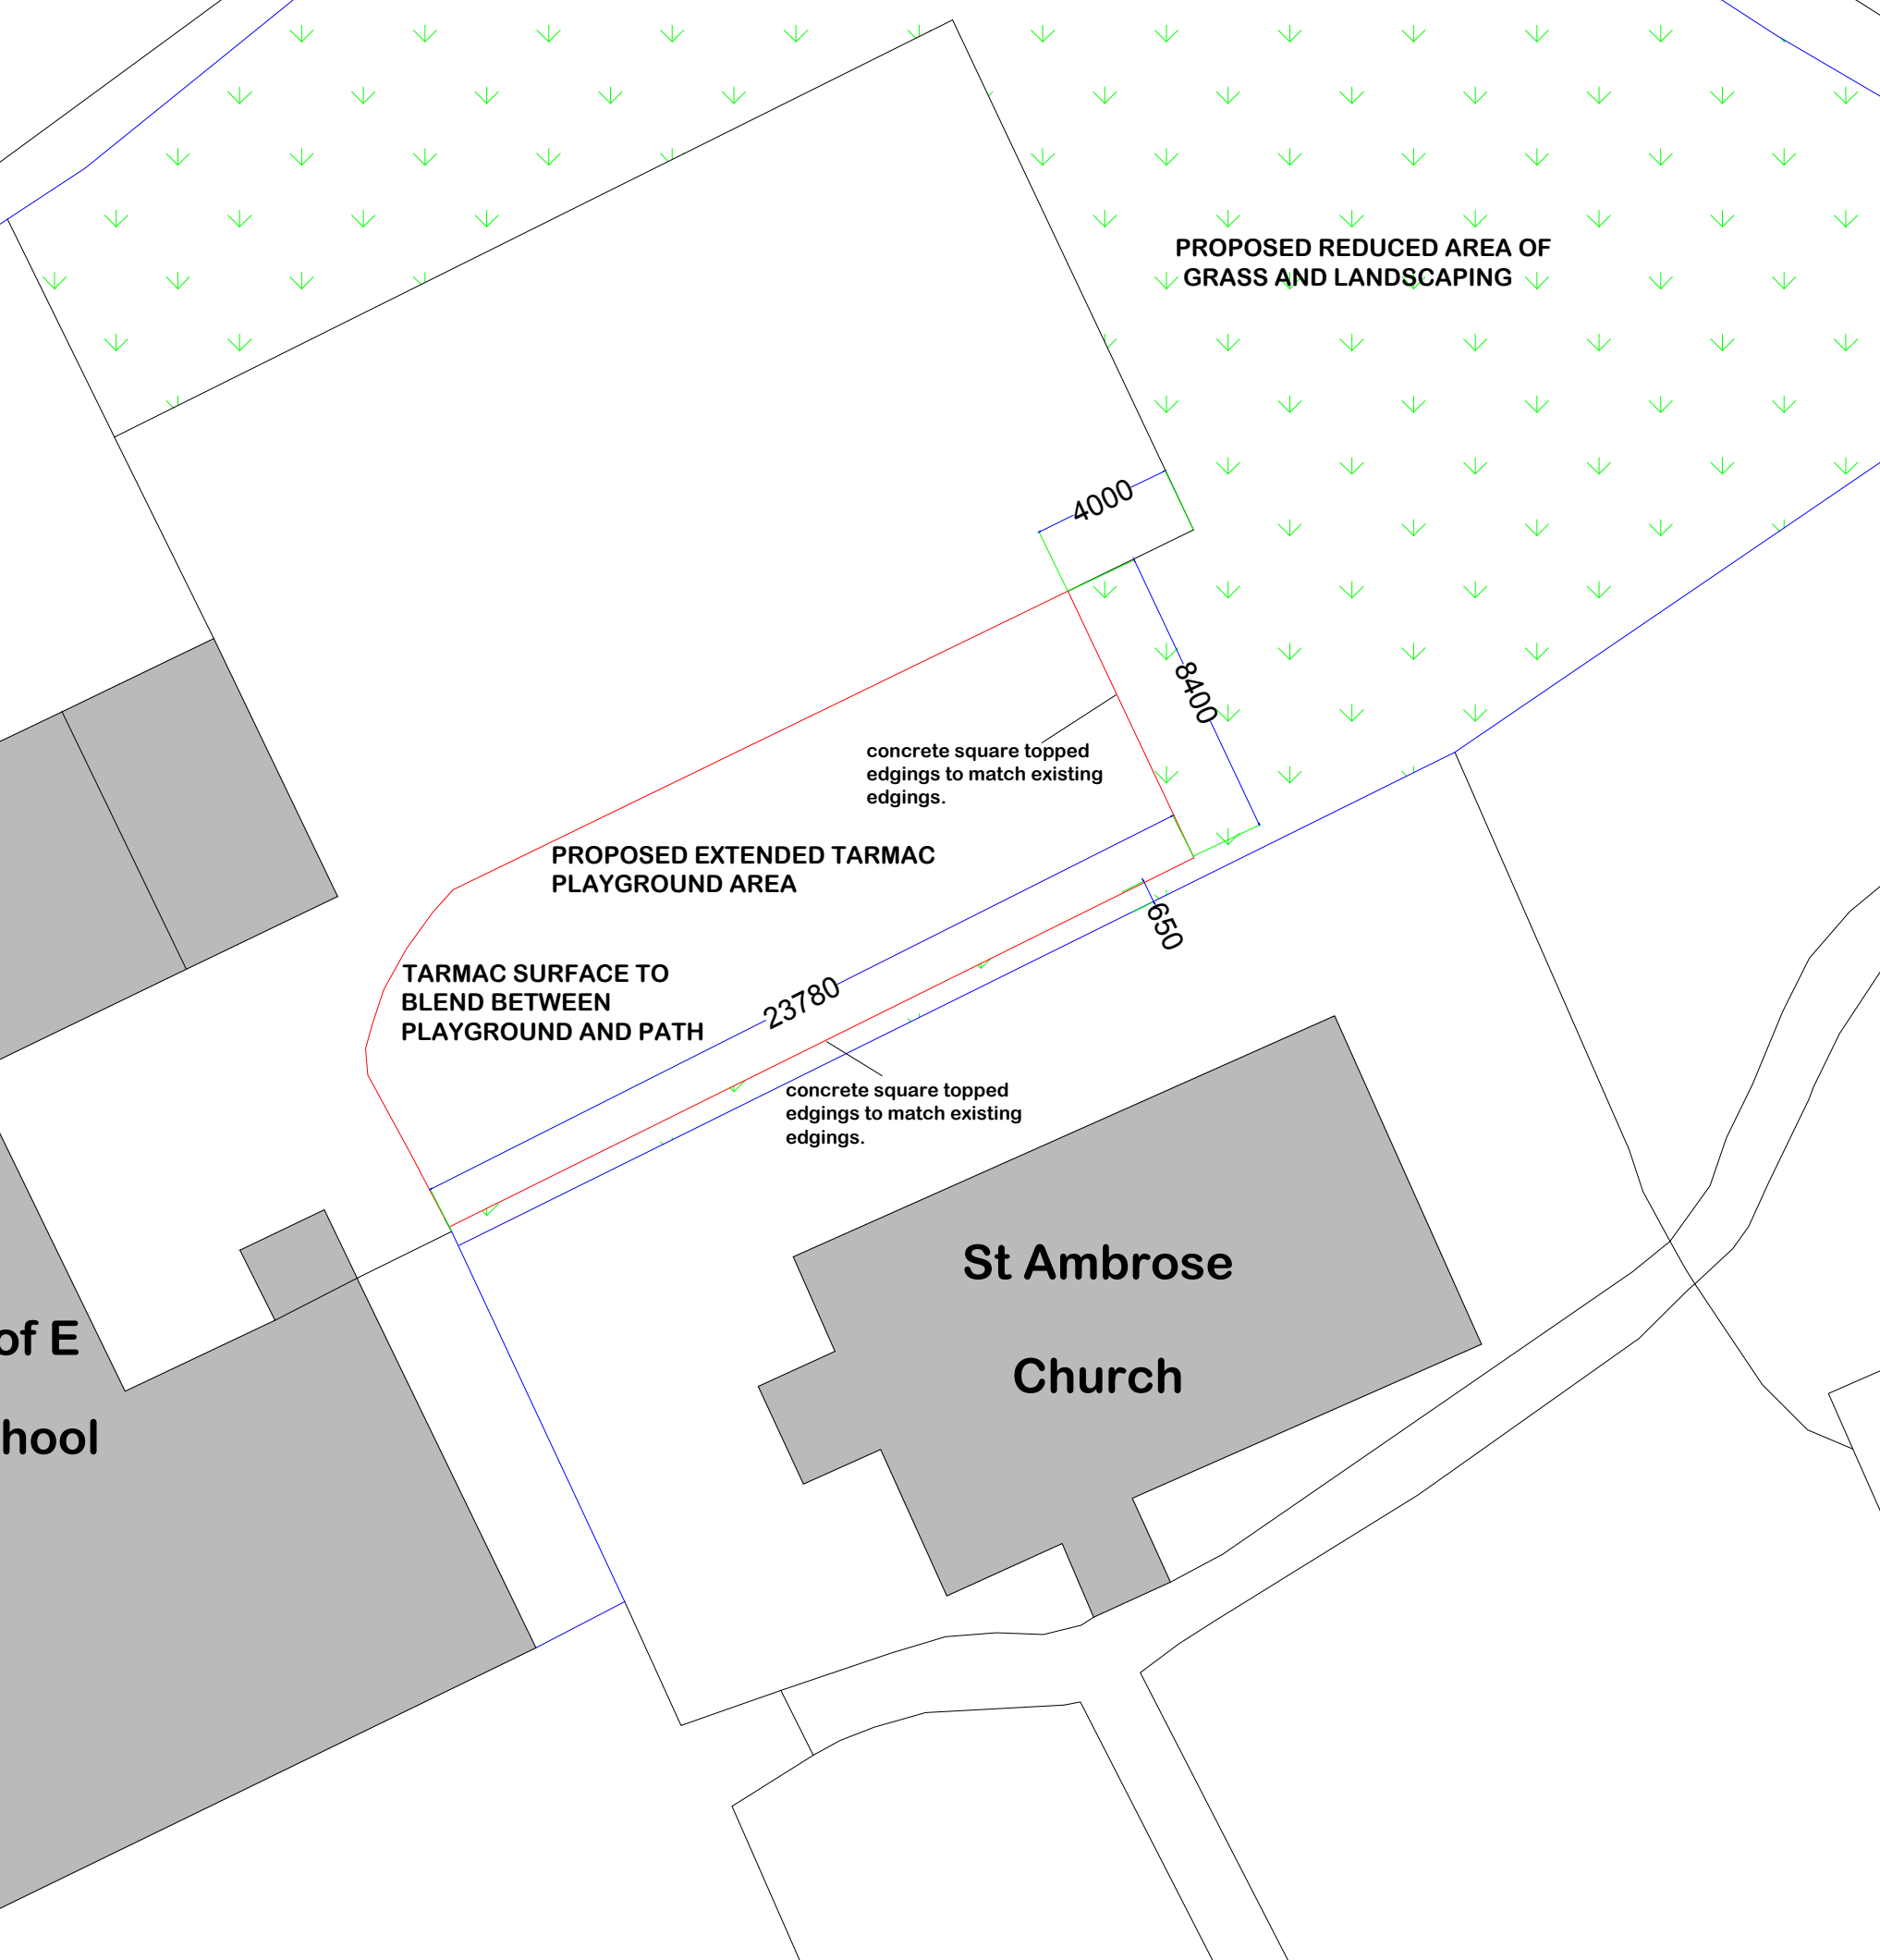 PROPOSED REDUCED AREA OF
GRASS AND LANDSCAPING
4000
8400
concrete square topped
edgings to match existing
edgings.
PROPOSED EXTENDED TARMAC
PLAYGROUND AREA
650
TARMAC SURFACE TO
BLEND BETWEEN
PLAYGROUND AND PATH
23780
concrete square topped
edgings to match existing
edgings.
St Ambrose
Church
of E
hool